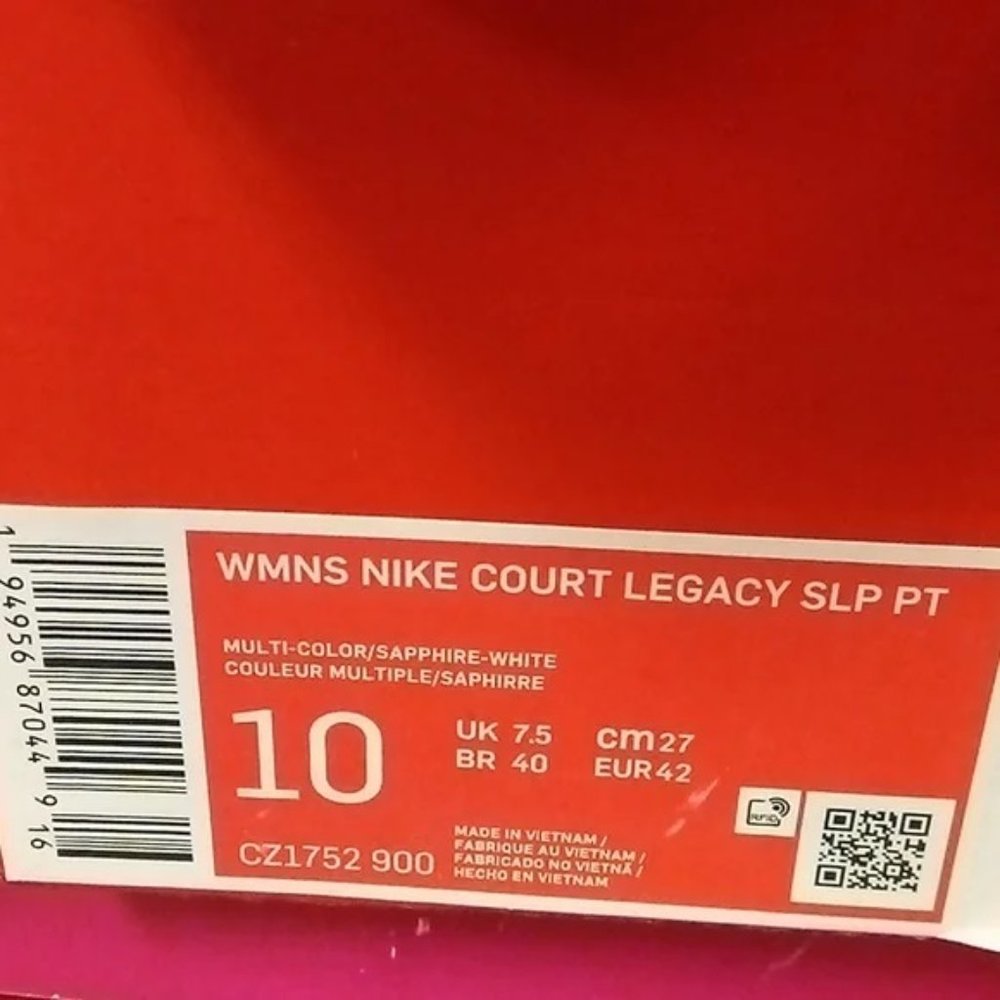 WMNS NIKE COURT LEGACY SLP PT
MULTI-COLOR/SAPPHIRE-WHITE
COULEUR MULTIPLE/SAPHIRRE
10
UK 7.5
cm 27
BR 40
EUR 42
CZ1752 900
MADE IN VIETNAM /
FABRIQUE AU VIETNAM /
FABRICADO NO VIETNÃ /
HECHO EN VIETNAM
RFID
1 94956 87044 9 16